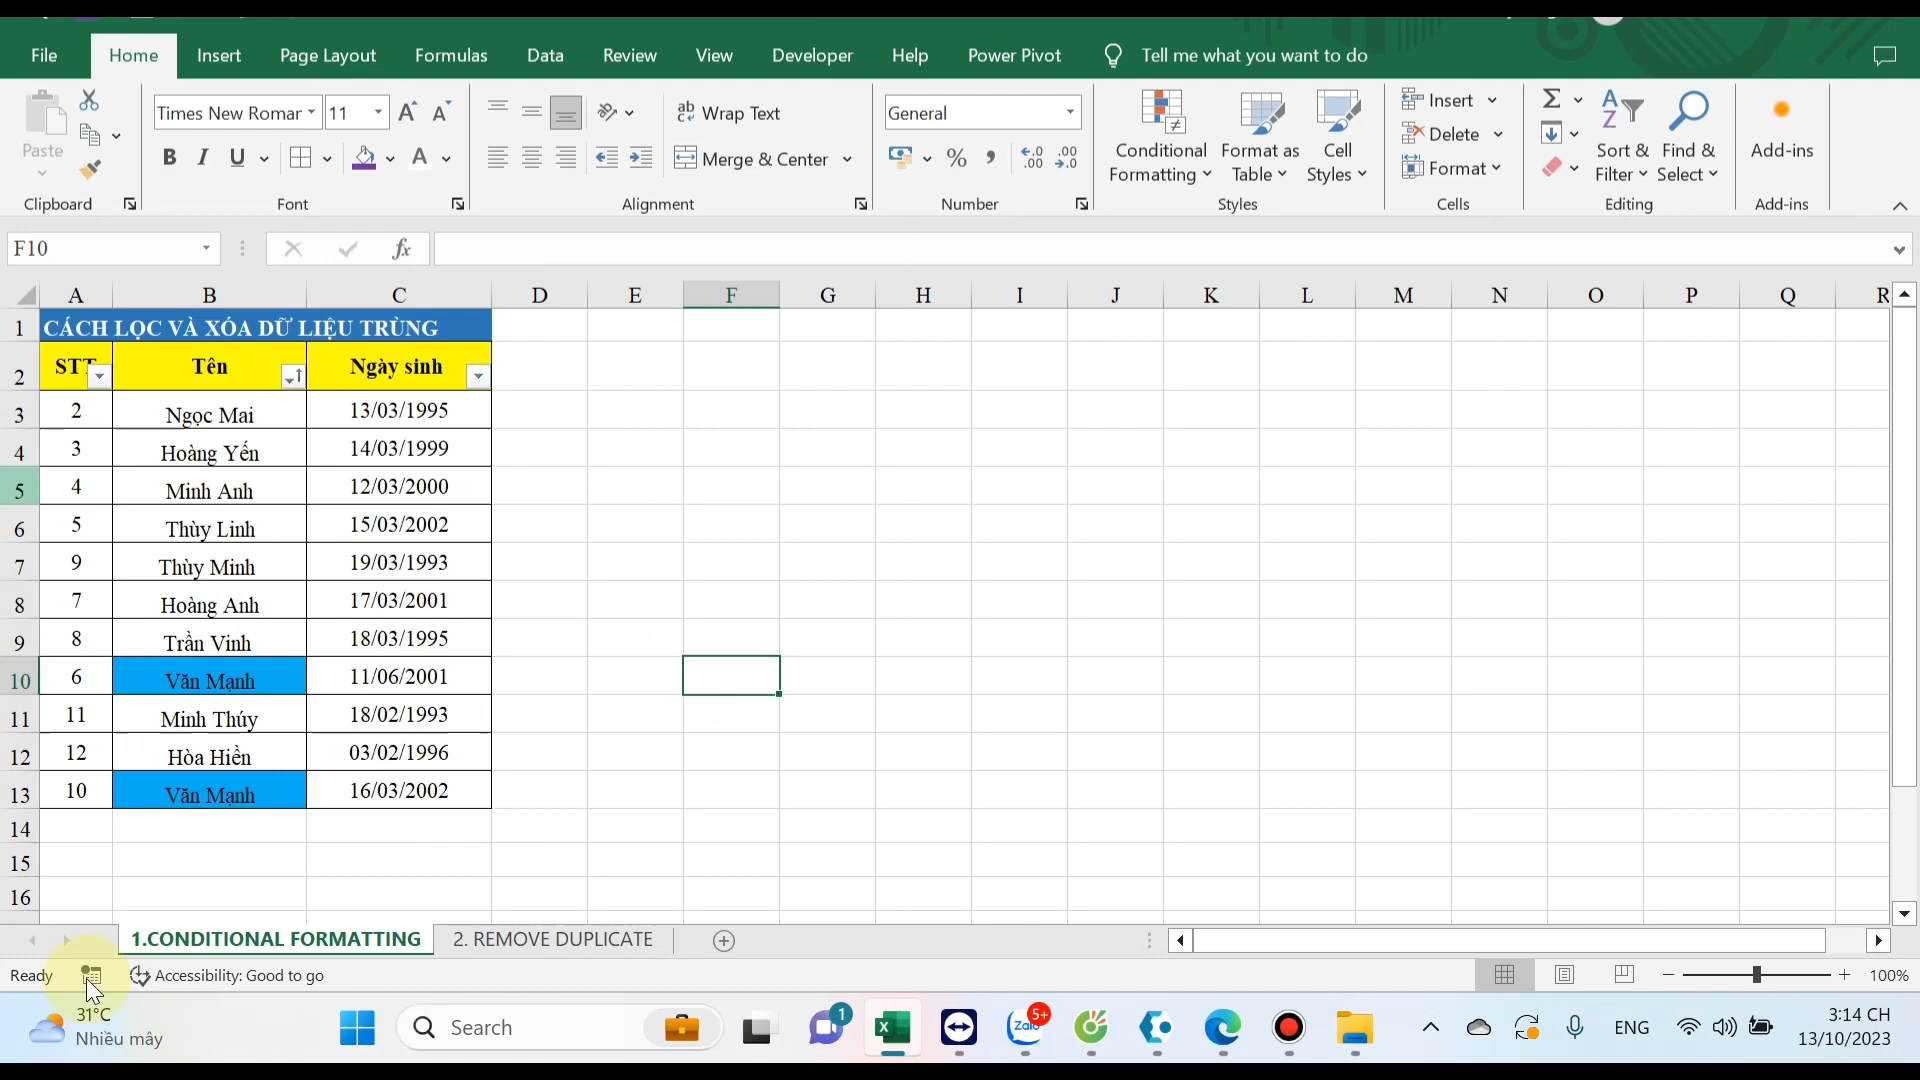 File Home Insert Page Layout Formulas Data Review View Developer Help Power Pivot Tell me what you want to do
Times New Romar 11 Wrap Text General Insert
Paste B I U Merge & Center % Conditional Formatting Format as Table Cell Styles Delete Format Sort & Filter Find & Select Add-ins
Clipboard Font Alignment Number Styles Cells Editing Add-ins
F10 fx
A B C D E F G H I J K L M N O P Q R
1 CÁCH LỌC VÀ XÓA DỮ LIỆU TRÙNG
2 STT Tên Ngày sinh
3 2 Ngọc Mai 13/03/1995
4 3 Hoàng Yến 14/03/1999
5 4 Minh Anh 12/03/2000
6 5 Thùy Linh 15/03/2002
7 9 Thùy Minh 19/03/1993
8 7 Hoàng Anh 17/03/2001
9 8 Trần Vinh 18/03/1995
10 6 Văn Mạnh 11/06/2001
11 11 Minh Thúy 18/02/1993
12 12 Hòa Hiền 03/02/1996
13 10 Văn Mạnh 16/03/2002
14
15
16
1.CONDITIONAL FORMATTING 2. REMOVE DUPLICATE
Ready Accessibility: Good to go 100%
31°C
Nhiều mây
Search 1 Zalo 5+ ENG
3:14 CH
13/10/2023